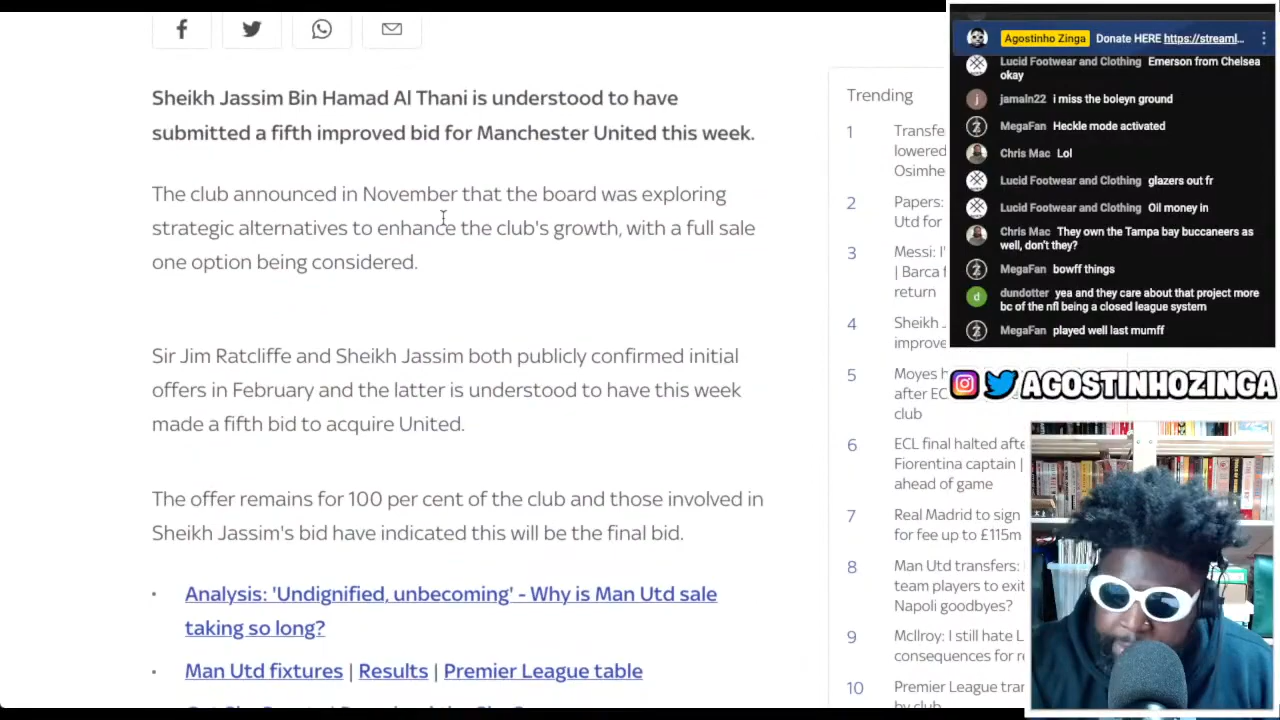 Sheikh Jassim Bin Hamad Al Thani is understood to have
submitted a fifth improved bid for Manchester United this week.
The club announced in November that the board was exploring
strategic alternatives to enhance the club's growth, with a full sale
one option being considered.
Sir Jim Ratcliffe and Sheikh Jassim both publicly confirmed initial
offers in February and the latter is understood to have this week
made a fifth bid to acquire United.
The offer remains for 100 per cent of the club and those involved in
Sheikh Jassim's bid have indicated this will be the final bid.
• Analysis: 'Undignified, unbecoming' - Why is Man Utd sale
taking so long?
• Man Utd fixtures | Results | Premier League table
Trending
1 Transfe
lowered
Osimhe
2 Papers:
Utd for
3 Messi: I'
| Barca f
return
4 Sheikh J
improve
5 Moyes h
after EC
club
6 ECL final halted afte
Fiorentina captain |
ahead of game
7 Real Madrid to sign
for fee up to £115m
8 Man Utd transfers:
team players to exit
Napoli goodbyes?
9 McIlroy: I still hate L
consequences for re
10 Premier League tran
by club
Agostinho Zinga Donate HERE https://streaml...
Lucid Footwear and Clothing Emerson from Chelsea
okay
jamaln22 i miss the boleyn ground
MegaFan Heckle mode activated
Chris Mac Lol
Lucid Footwear and Clothing glazers out fr
Lucid Footwear and Clothing Oil money in
Chris Mac They own the Tampa bay buccaneers as
well, don't they?
MegaFan bowff things
dundotter yea and they care about that project more
bc of the nfl being a closed league system
MegaFan played well last mumff
AGOSTINHOZINGA